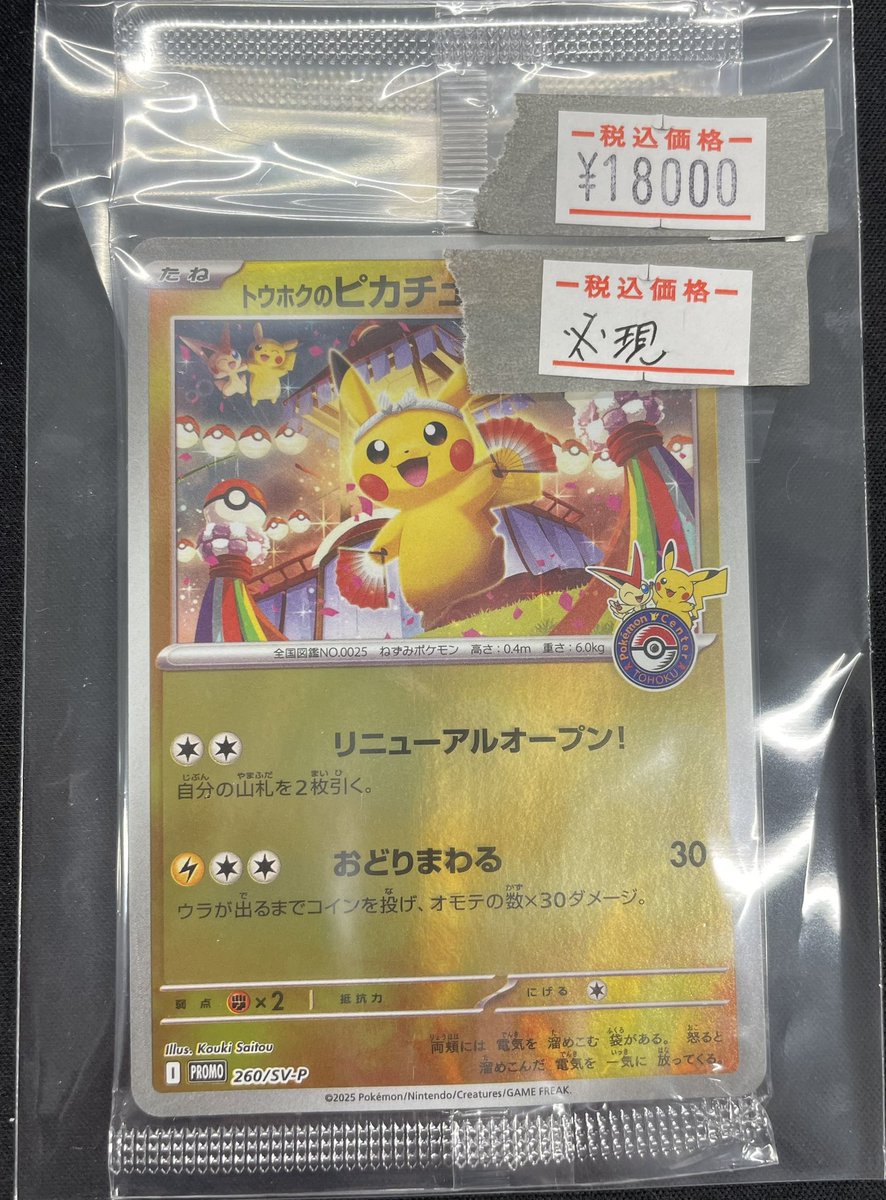 税込価格
¥18000
たね
トウホクのピカチュ
税込価格
必現
全国図鑑NO.0025 ねずみポケモン 高さ:0.4m 重さ:6.0kg
Pokémon Center
TOHOKU
リニューアルオープン!
自分の山札を2枚引く。
おどりまわる 30
ウラが出るまでコインを投げ、オモテの数×30ダメージ。
弱点 ×2 抵抗力 にげる
Illus. Kouki Saitou
両頬には 電気を 溜めこむ 袋がある。 怒ると
溜めこんだ 電気を 一気に 放ってくる。
I PROMO 260/SV-P
©2025 Pokémon/Nintendo/Creatures/GAME FREAK.